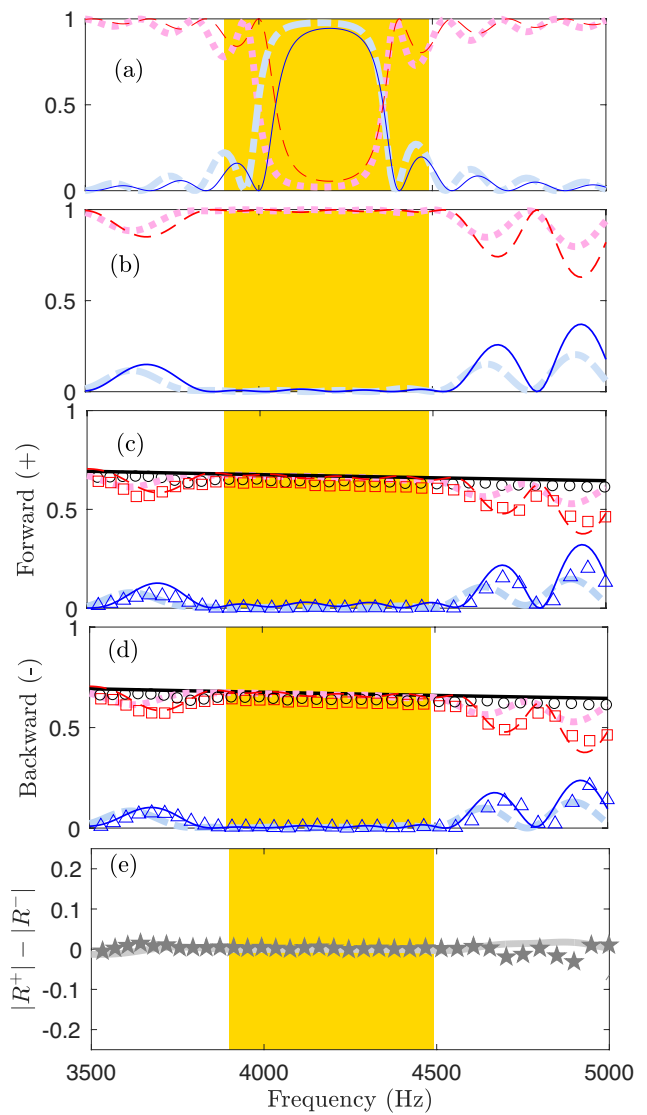 1
(a)
0.5
0
1
(b)
0.5
0
1
(c)
Forward (+)
0.5
0
1
(d)
Backward (-)
0.5
0
(e)
0.2
0.1
|R⁺| − |R⁻|
0
-0.1
-0.2
3500 4000 4500 5000
Frequency (Hz)